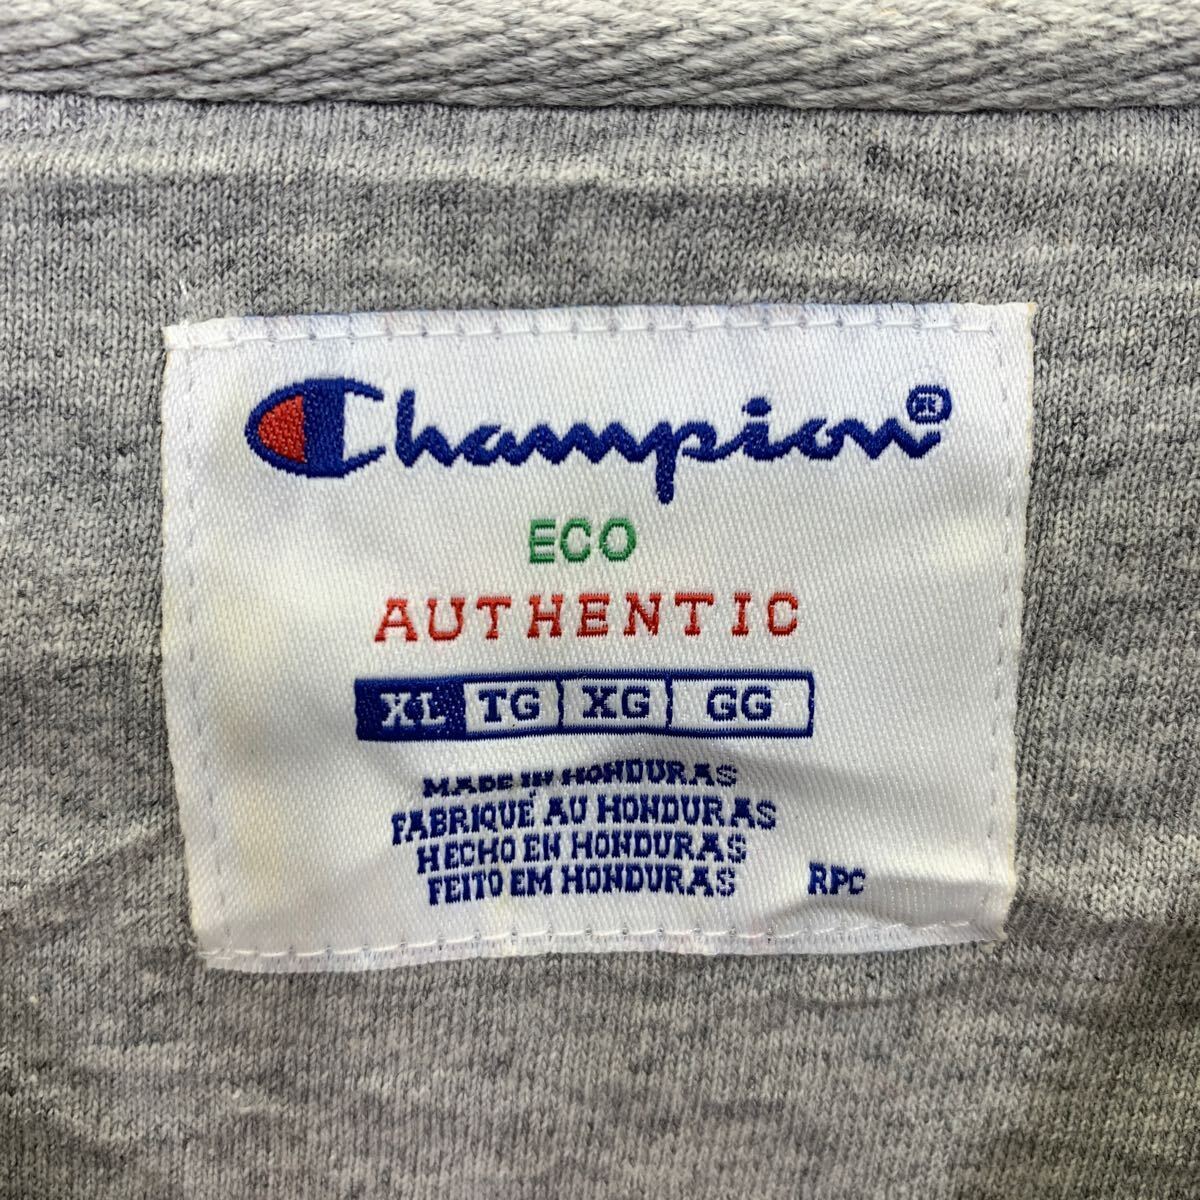 Champion®
ECO
AUTHENTIC
XL TG XG GG
MADE IN HONDURAS
FABRIQUÉ AU HONDURAS
HECHO EN HONDURAS
FEITO EM HONDURAS RPC